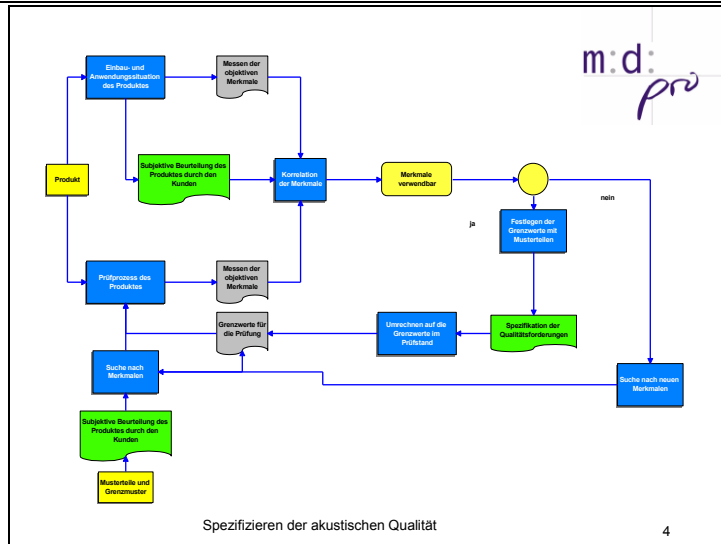 m:d:
pro
Einbau- und
Anwendungssituation
des Produktes
Messen der
objektiven
Merkmale
Produkt
Subjektive Beurteilung des
Produktes durch den
Kunden
Korrelation
der Merkmale
Merkmale
verwendbar
nein
ja
Festlegen der
Grenzwerte mit
Musterteilen
Prüfprozess des
Produktes
Messen der
objektiven
Merkmale
Grenzwerte für
die Prüfung
Umrechnen auf die
Grenzwerte im
Prüfstand
Spezifikation der
Qualitätsforderungen
Suche nach
Merkmalen
Suche nach neuen
Merkmalen
Subjektive Beurteilung des
Produktes durch den
Kunden
Musterteile und
Grenzmuster
Spezifizieren der akustischen Qualität
4